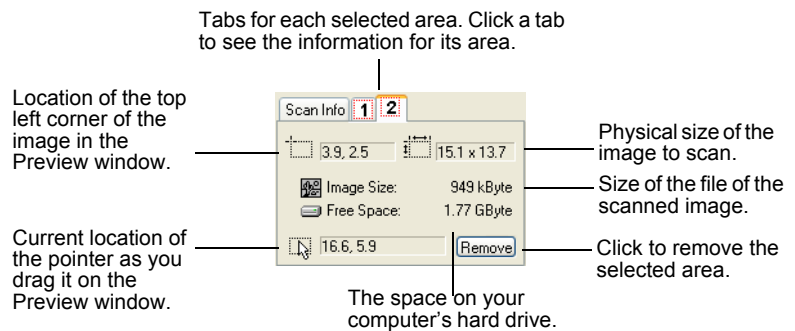 Tabs for each selected area. Click a tab
to see the information for its area.
Location of the top
left corner of the
image in the
Preview window.
Scan Info 1 2
3.9, 2.5 15.1 x 13.7
Physical size of the
image to scan.
Image Size: 949 kByte
Size of the file of the
scanned image.
Free Space: 1.77 GByte
Current location of
the pointer as you
drag it on the
Preview window.
16.6, 5.9 Remove
Click to remove the
selected area.
The space on your
computer's hard drive.